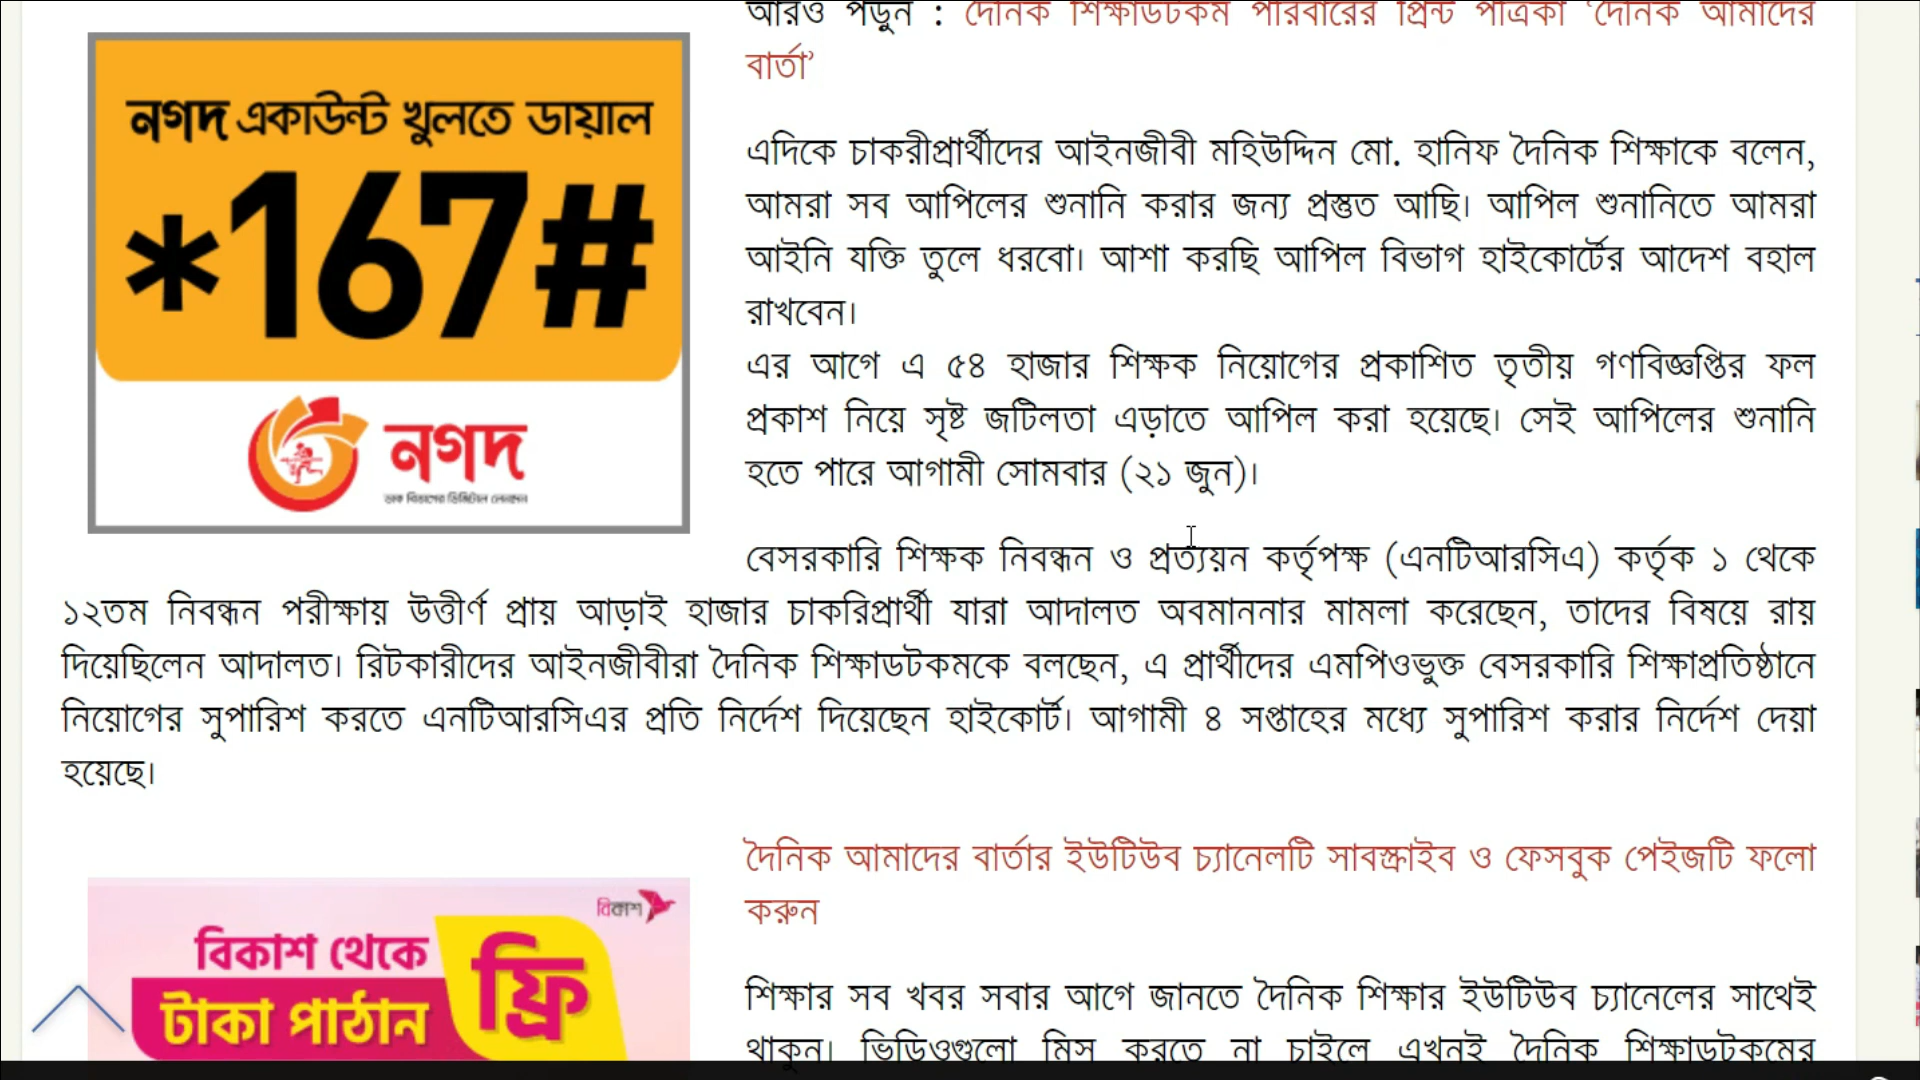 আরও পড়ুন : দৈনিক শিক্ষাডটকম পরিবারের প্রিন্ট পত্রিকা ‘দৈনিক আমাদের
বার্তা’
নগদ একাউন্ট খুলতে ডায়াল
*167#
নগদ
ডাক বিভাগের ডিজিটাল লেনদেন
এদিকে চাকরীপ্রার্থীদের আইনজীবী মহিউদ্দিন মো. হানিফ দৈনিক শিক্ষাকে বলেন,
আমরা সব আপিলের শুনানি করার জন্য প্রস্তুত আছি। আপিল শুনানিতে আমরা
আইনি যক্তি তুলে ধরবো। আশা করছি আপিল বিভাগ হাইকোর্টের আদেশ বহাল
রাখবেন।
এর আগে এ ৫৪ হাজার শিক্ষক নিয়োগের প্রকাশিত তৃতীয় গণবিজ্ঞপ্তির ফল
প্রকাশ নিয়ে সৃষ্ট জটিলতা এড়াতে আপিল করা হয়েছে। সেই আপিলের শুনানি
হতে পারে আগামী সোমবার (২১ জুন)।
বেসরকারি শিক্ষক নিবন্ধন ও প্রত্যয়ন কর্তৃপক্ষ (এনটিআরসিএ) কর্তৃক ১ থেকে
১২তম নিবন্ধন পরীক্ষায় উত্তীর্ণ প্রায় আড়াই হাজার চাকরিপ্রার্থী যারা আদালত অবমাননার মামলা করেছেন, তাদের বিষয়ে রায়
দিয়েছিলেন আদালত। রিটকারীদের আইনজীবীরা দৈনিক শিক্ষাডটকমকে বলছেন, এ প্রার্থীদের এমপিওভুক্ত বেসরকারি শিক্ষাপ্রতিষ্ঠানে
নিয়োগের সুপারিশ করতে এনটিআরসিএর প্রতি নির্দেশ দিয়েছেন হাইকোর্ট। আগামী ৪ সপ্তাহের মধ্যে সুপারিশ করার নির্দেশ দেয়া
হয়েছে।
দৈনিক আমাদের বার্তার ইউটিউব চ্যানেলটি সাবস্ক্রাইব ও ফেসবুক পেইজটি ফলো
করুন
বিকাশ
বিকাশ থেকে
টাকা পাঠান
ফ্রি
শিক্ষার সব খবর সবার আগে জানতে দৈনিক শিক্ষার ইউটিউব চ্যানেলের সাথেই
থাকুন। ভিডিওগুলো মিস করতে না চাইলে এখনই দৈনিক শিক্ষাডটকমের